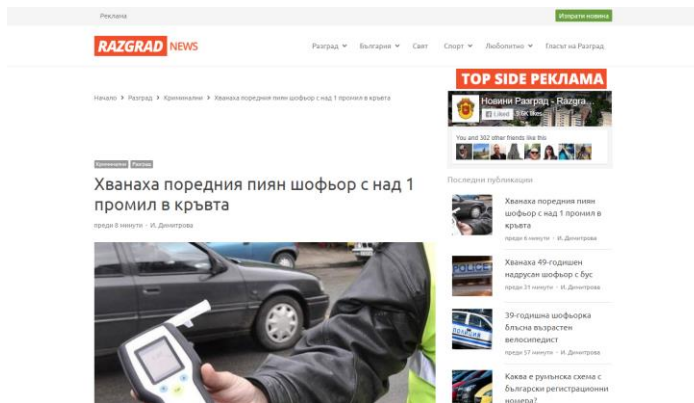 Реклама
Изпрати новина
RAZGRAD NEWS
Разград България Свят Спорт Любопитно Гласът на Разград
TOP SIDE РЕКЛАМА
Начало > Разград > Криминални > Хванаха поредния пиян шофьор с над 1 промил в кръвта
Новини Разград - Razgra...
Liked
You and 302 other friends like this
Криминални Разград
Последни публикации
Хванаха поредния пиян шофьор с над 1
промил в кръвта
преди 8 минути - И. Димитрова
Хванаха поредния пиян
шофьор с над 1 промил в
кръвта
преди 8 минути - И. Димитрова
Хванаха 49-годишен
надрусан шофьор с бус
преди 31 минути - И. Димитрова
POLICE
39-годишна шофьорка
блъсна възрастен
велосипедист
преди 57 минути - И. Димитрова
ПОЛИЦИЯ
Каква е румънска схема с
български регистрационни
номера?